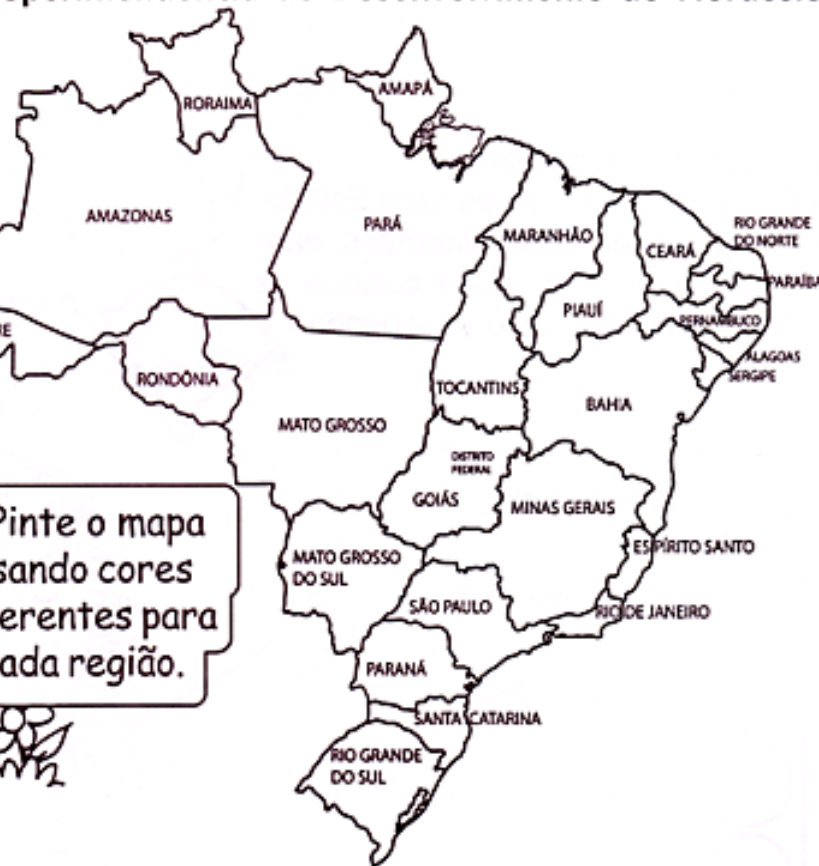 RORAIMA
AMAPÁ
AMAZONAS
PARÁ
MARANHÃO
CEARÁ
RIO GRANDE
DO NORTE
PARAÍBA
PIAUÍ
PERNAMBUCO
ALAGOAS
SERGIPE
RE
RONDÔNIA
TOCANTINS
BAHIA
MATO GROSSO
DISTRITO
FEDERAL
GOIÁS
MINAS GERAIS
Pinte o mapa
sando cores
erentes para
ada região.
MATO GROSSO
DO SUL
ESPÍRITO SANTO
SÃO PAULO
RIO DE JANEIRO
PARANÁ
SANTA CATARINA
RIO GRANDE
DO SUL